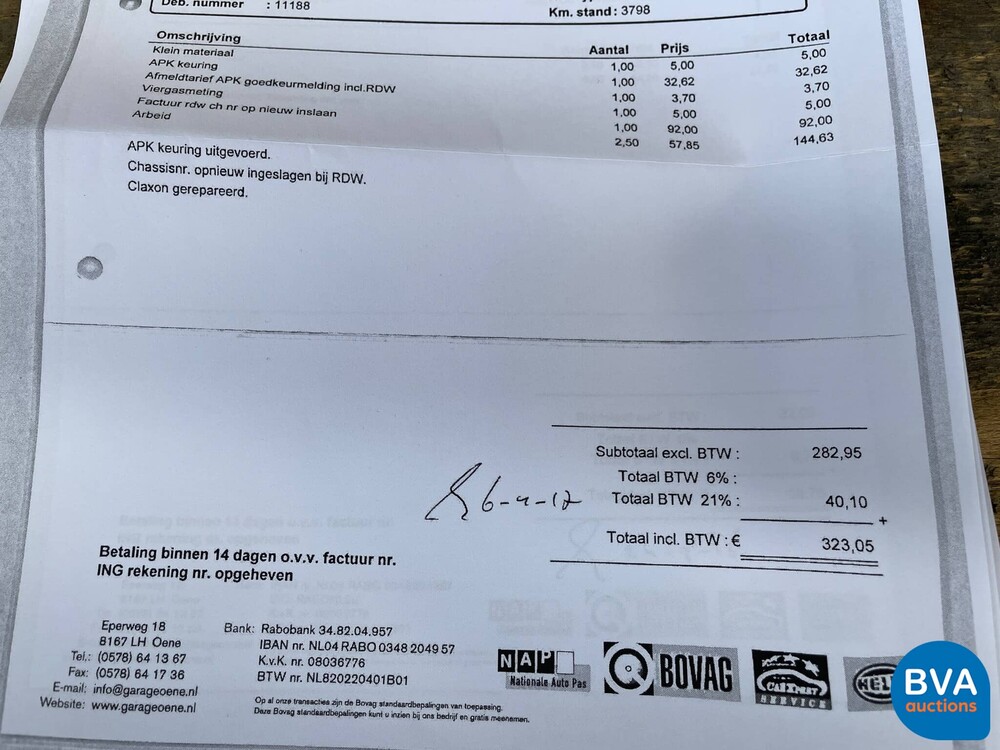 Deb. nummer : 11188
Km. stand : 3798
Omschrijving Aantal Prijs Totaal
Klein materiaal 1,00 5,00 5,00
APK keuring 1,00 32,62 32,62
Afmeldtarief APK goedkeurmelding incl.RDW 1,00 3,70 3,70
Viergasmeting 1,00 5,00 5,00
Factuur rdw ch nr op nieuw inslaan 1,00 92,00 92,00
Arbeid 2,50 57,85 144,63
APK keuring uitgevoerd.
Chassisnr. opnieuw ingeslagen bij RDW.
Claxon gerepareerd.
Subtotaal excl. BTW : 282,95
Totaal BTW 6% :
Totaal BTW 21% : 40,10 +
Totaal incl. BTW : € 323,05
Betaling binnen 14 dagen o.v.v. factuur nr.
ING rekening nr. opgeheven
Eperweg 18
8167 LH Oene
Tel.: (0578) 64 13 67
Fax: (0578) 64 17 36
E-mail: info@garageoene.nl
Website: www.garageoene.nl
Bank: Rabobank 34.82.04.957
IBAN nr. NL04 RABO 0348 2049 57
K.v.K. nr. 08036776
BTW nr. NL820220401B01
Op al onze transacties zijn de Bovag standaardbepalingen van toepassing.
Deze Bovag standaardbepalingen kunt u inzien bij ons bedrijf en gratis meenemen.
NAP
Nationale Auto Pas
BOVAG
CarXpert
SERVICE
BVA
auctions